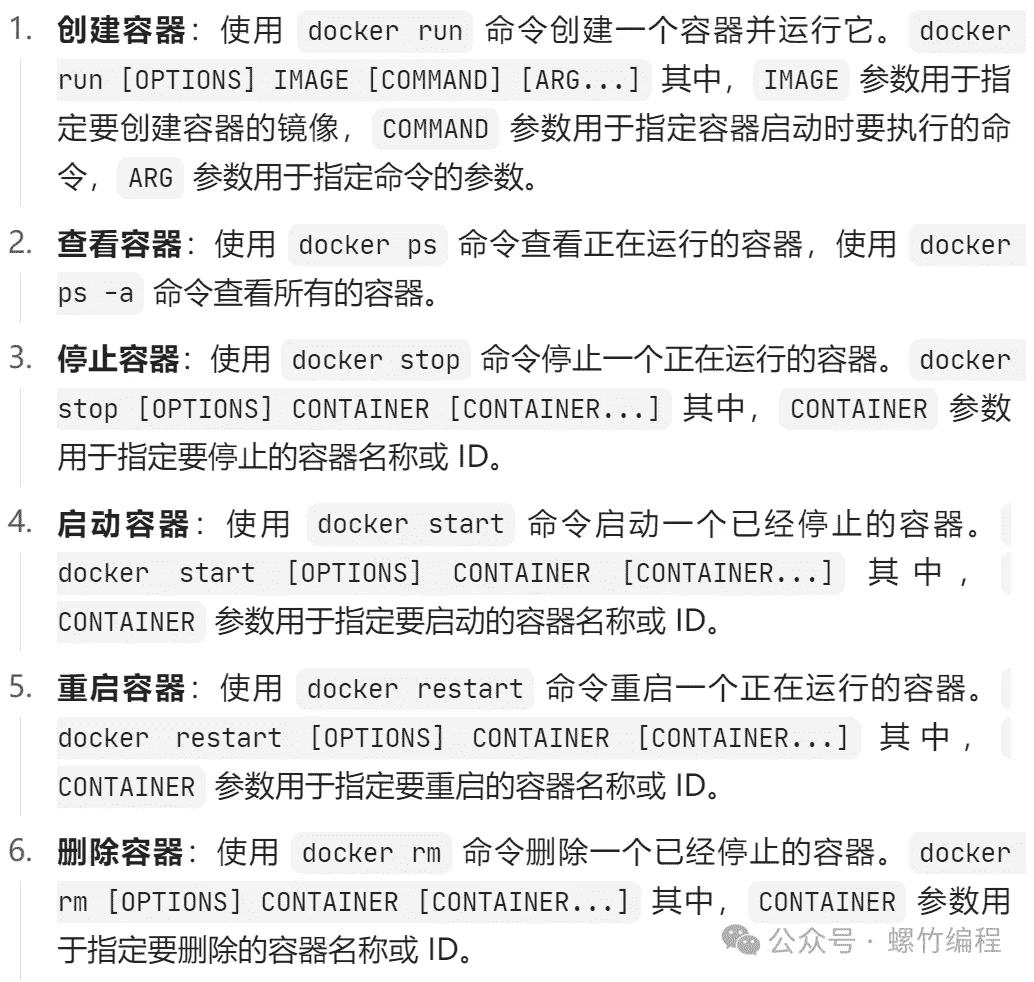 1. 创建容器：使用 docker run 命令创建一个容器并运行它。docker
run [OPTIONS] IMAGE [COMMAND] [ARG...] 其中，IMAGE 参数用于指
定要创建容器的镜像，COMMAND 参数用于指定容器启动时要执行的命
令，ARG 参数用于指定命令的参数。
2. 查看容器：使用 docker ps 命令查看正在运行的容器，使用 docker
ps -a 命令查看所有的容器。
3. 停止容器：使用 docker stop 命令停止一个正在运行的容器。docker
stop [OPTIONS] CONTAINER [CONTAINER...] 其中，CONTAINER 参数
用于指定要停止的容器名称或 ID。
4. 启动容器：使用 docker start 命令启动一个已经停止的容器。
docker start [OPTIONS] CONTAINER [CONTAINER...] 其中，
CONTAINER 参数用于指定要启动的容器名称或 ID。
5. 重启容器：使用 docker restart 命令重启一个正在运行的容器。
docker restart [OPTIONS] CONTAINER [CONTAINER...] 其中，
CONTAINER 参数用于指定要重启的容器名称或 ID。
6. 删除容器：使用 docker rm 命令删除一个已经停止的容器。docker
rm [OPTIONS] CONTAINER [CONTAINER...] 其中，CONTAINER 参数用
于指定要删除的容器名称或 ID。
公众号 · 螺竹编程